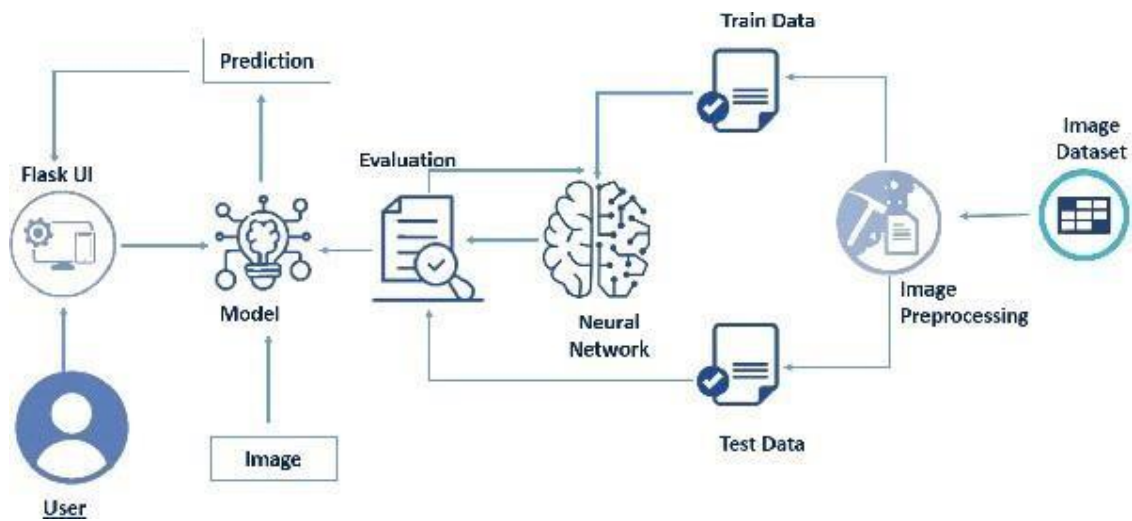 Train Data
Prediction
Image
Dataset
Evaluation
Flask UI
Image
Preprocessing
Model
Neural
Network
Test Data
Image
User